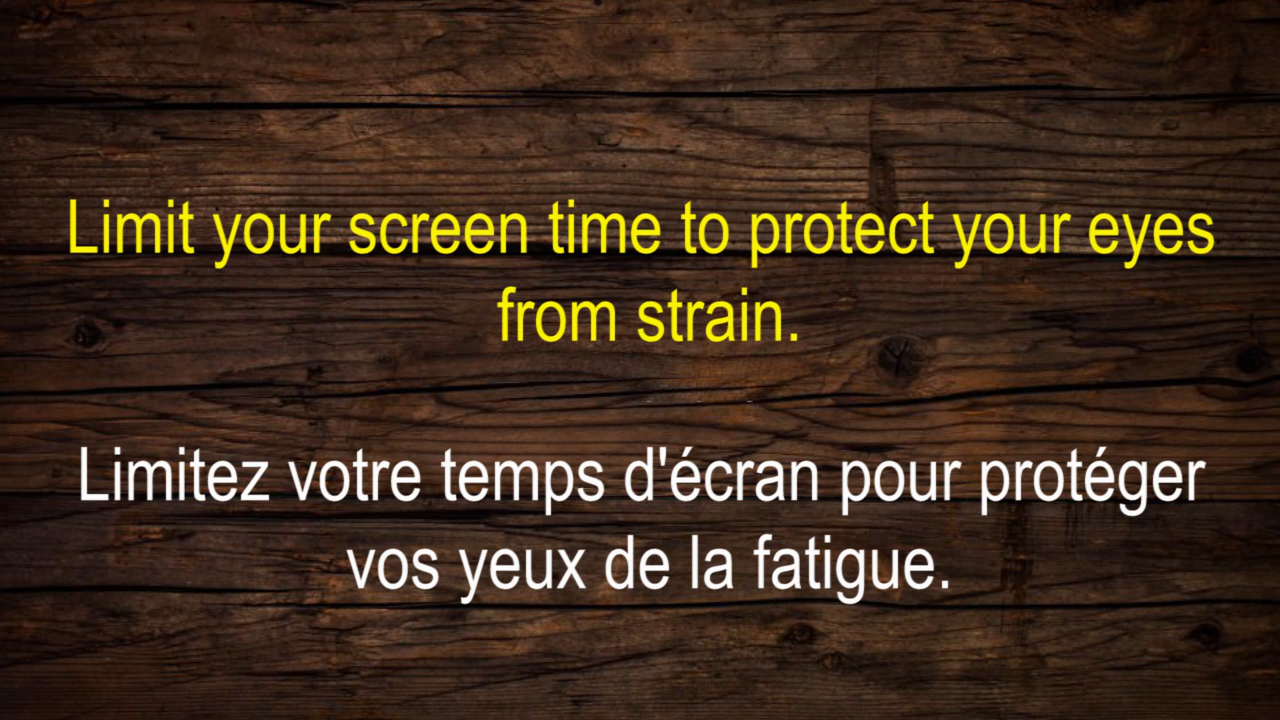 Limit your screen time to protect your eyes
from strain.
Limitez votre temps d'écran pour protéger
vos yeux de la fatigue.